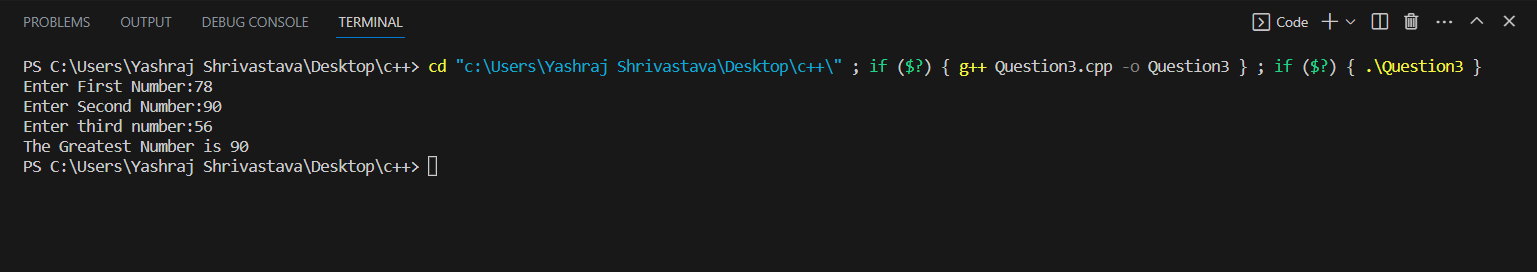 PROBLEMS OUTPUT DEBUG CONSOLE TERMINAL Code
PS C:\Users\Yashraj Shrivastava\Desktop\c++> cd "c:\Users\Yashraj Shrivastava\Desktop\c++\" ; if ($?) { g++ Question3.cpp -o Question3 } ; if ($?) { .\Question3 }
Enter First Number:78
Enter Second Number:90
Enter third number:56
The Greatest Number is 90
PS C:\Users\Yashraj Shrivastava\Desktop\c++>